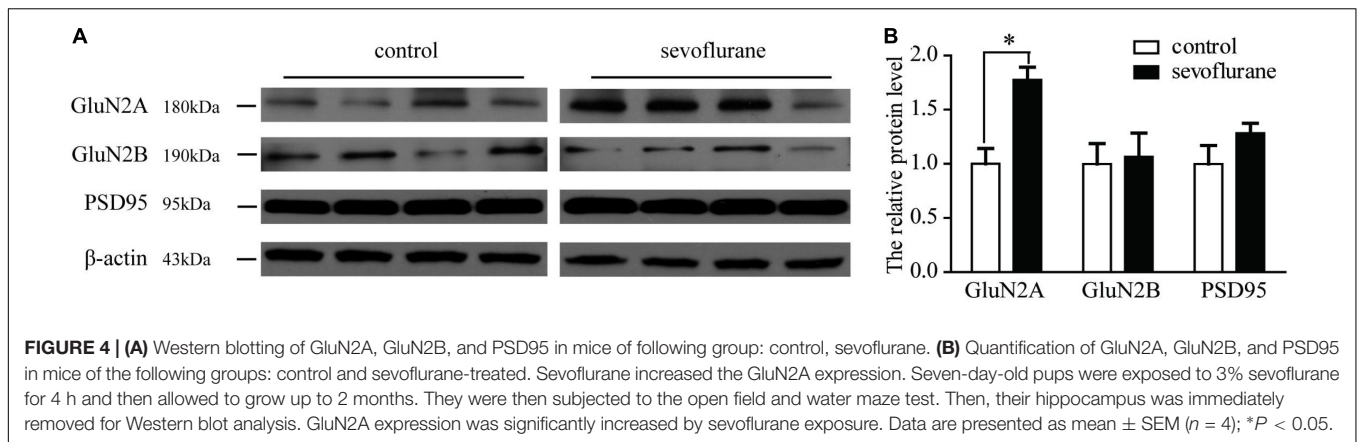 A
control
sevoflurane
GluN2A 180kDa
GluN2B 190kDa
PSD95 95kDa
β-actin 43kDa
B
The relative protein level
2.0
1.5
1.0
0.5
0.0
*
control
sevoflurane
GluN2A GluN2B PSD95
FIGURE 4 | (A) Western blotting of GluN2A, GluN2B, and PSD95 in mice of following group: control, sevoflurane. (B) Quantification of GluN2A, GluN2B, and PSD95
in mice of the following groups: control and sevoflurane-treated. Sevoflurane increased the GluN2A expression. Seven-day-old pups were exposed to 3% sevoflurane
for 4 h and then allowed to grow up to 2 months. They were then subjected to the open field and water maze test. Then, their hippocampus was immediately
removed for Western blot analysis. GluN2A expression was significantly increased by sevoflurane exposure. Data are presented as mean ± SEM (n = 4); *P < 0.05.